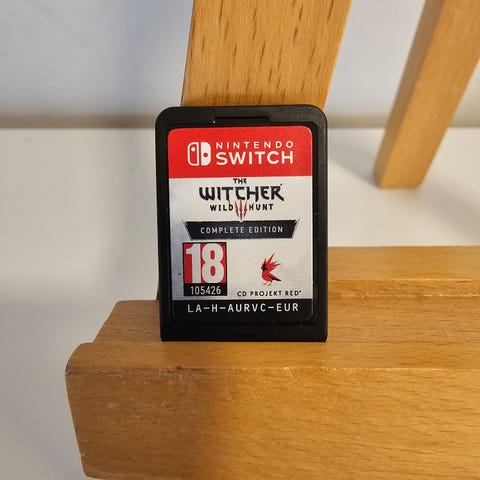 NINTENDO
SWITCH
THE
WITCHER
WILD HUNT
COMPLETE EDITION
18
105426
CD PROJEKT RED®
LA-H-AURVC-EUR